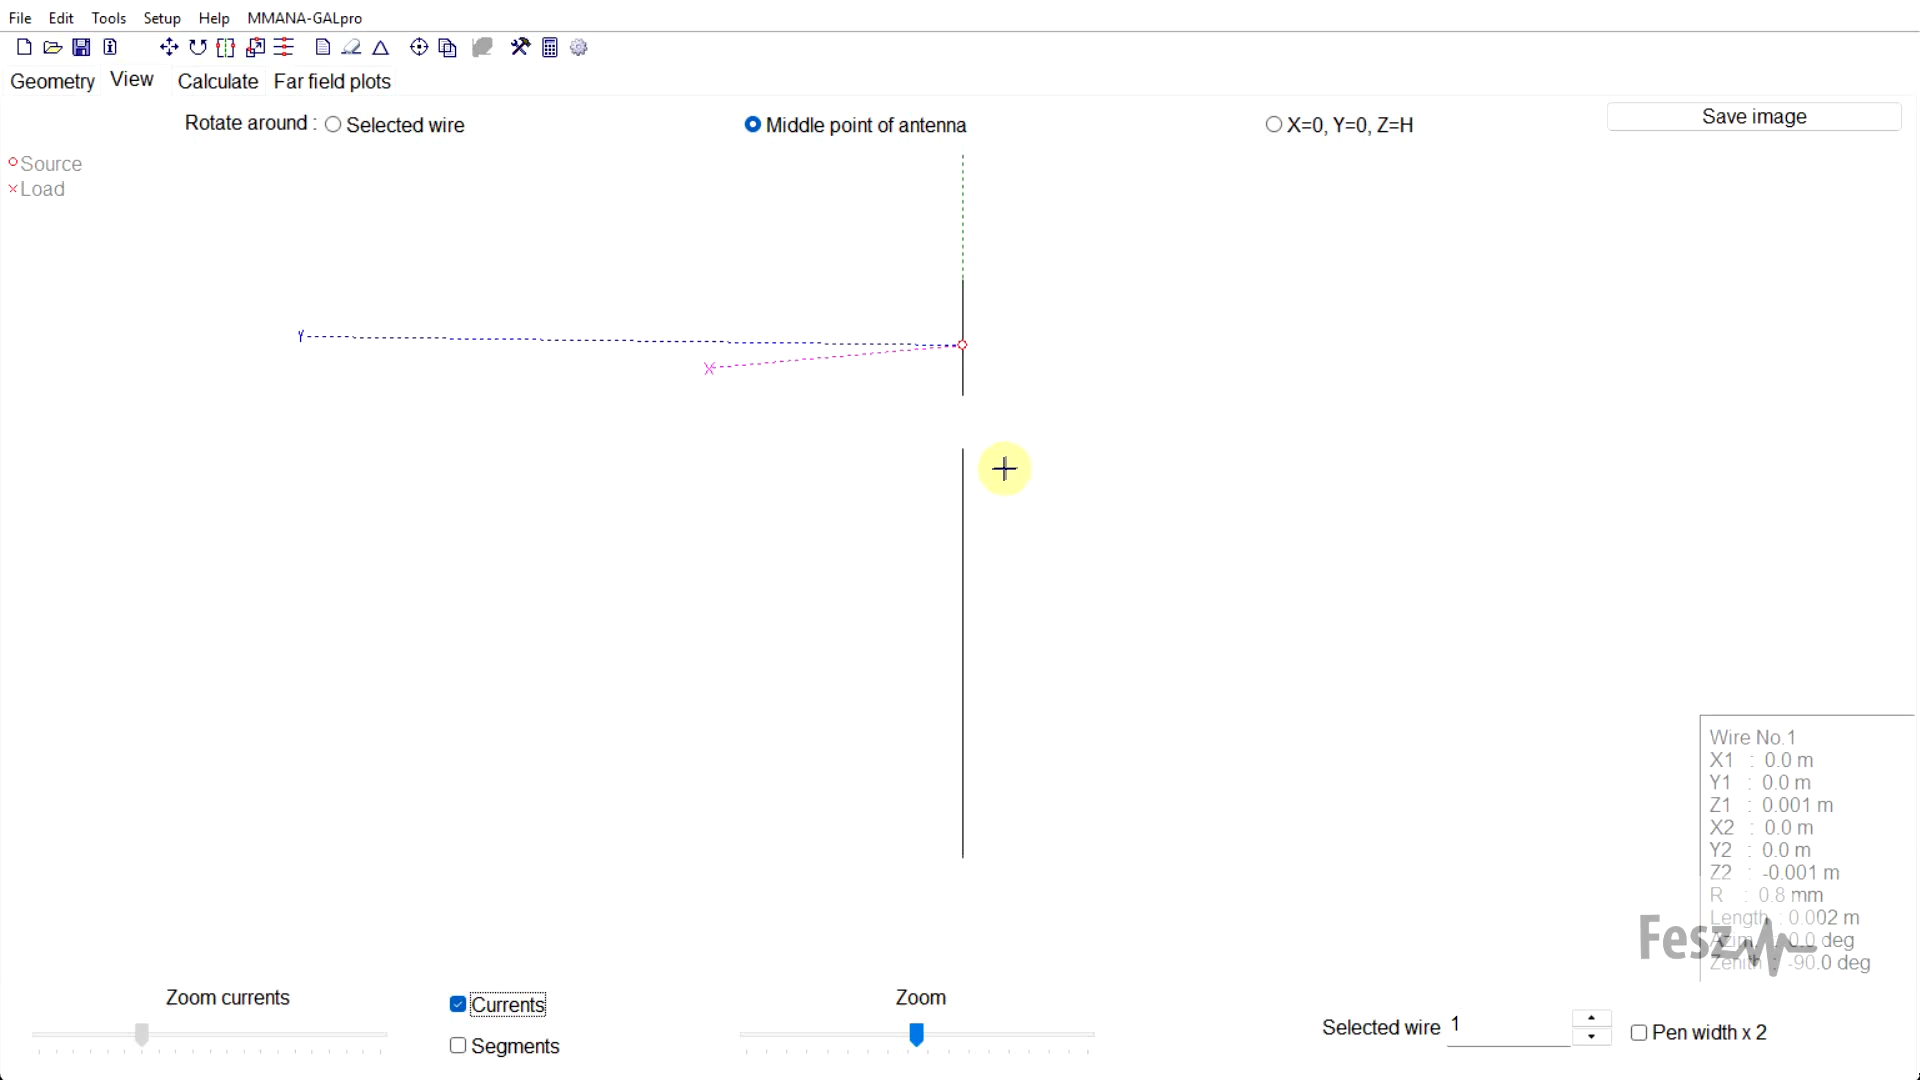 File Edit Tools Setup Help MMANA-GALpro
Geometry View Calculate Far field plots
Rotate around : Selected wire Middle point of antenna X=0, Y=0, Z=H Save image
Source
Load
Y
X
Wire No.1
X1 : 0.0 m
Y1 : 0.0 m
Z1 : 0.001 m
X2 : 0.0 m
Y2 : 0.0 m
Z2 : -0.001 m
R : 0.8 mm
Length : 0.002 m
Azim : 0.0 deg
Zenith : -90.0 deg
Fesz
Zoom currents Currents Zoom
Selected wire 1 Pen width x 2
Segments